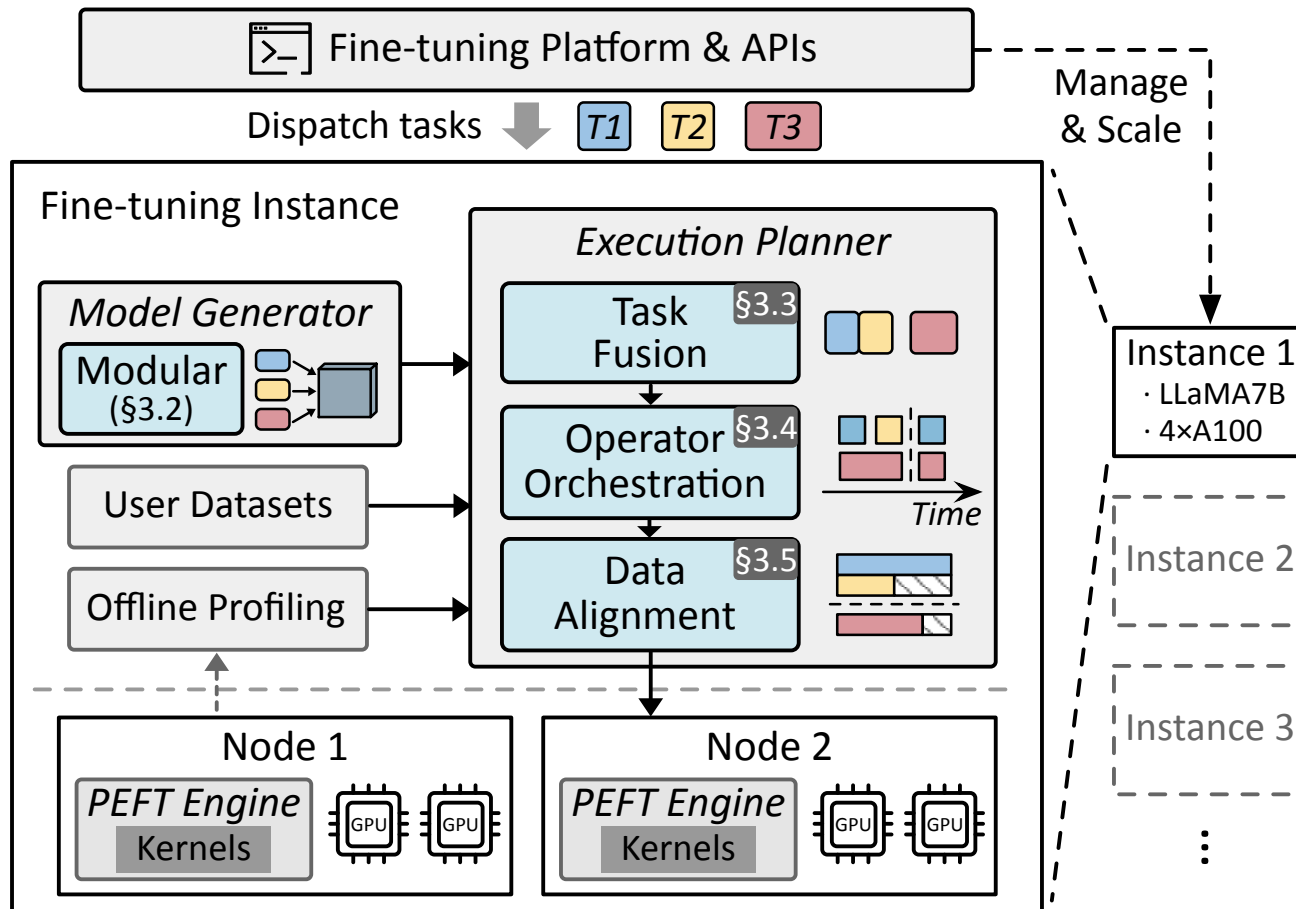 Fine-tuning Platform & APIs
Dispatch tasks
T1
T2
T3
Manage
& Scale
Fine-tuning Instance
Model Generator
Modular
(§3.2)
User Datasets
Offline Profiling
Execution Planner
Task
Fusion
§3.3
Operator
Orchestration
§3.4
Time
Data
Alignment
§3.5
Node 1
PEFT Engine
Kernels
GPU
GPU
Node 2
PEFT Engine
Kernels
GPU
GPU
Instance 1
· LLaMA7B
· 4×A100
Instance 2
Instance 3